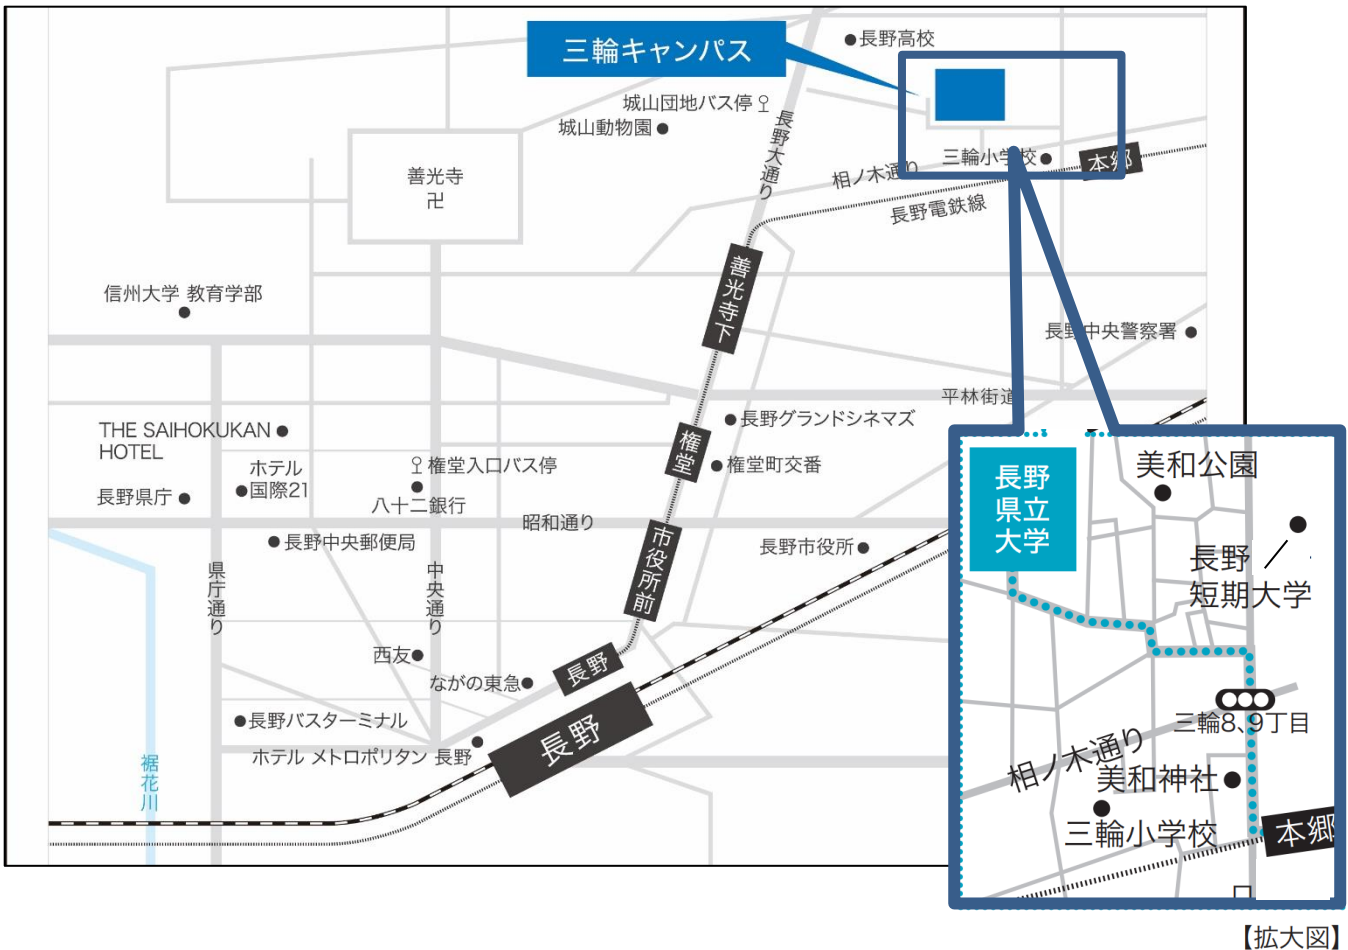 三輪キャンパス
長野高校
城山団地バス停
城山動物園
長野大通り
善光寺
卍
三輪小学校
本郷
相ノ木通り
長野電鉄線
善光寺下
信州大学 教育学部
長野中央警察署
平林街道
THE SAIHOKUKAN
HOTEL
長野グランドシネマズ
権堂
権堂町交番
ホテル
国際21
権堂入口バス停
長野県庁
八十二銀行
昭和通り
長野中央郵便局
市役所前
長野市役所
県庁通り
中央通り
西友
ながの東急
長野
長野バスターミナル
ホテル メトロポリタン 長野
長野
裾花川
長野
県立
大学
美和公園
長野
短期大学
三輪8、9丁目
相ノ木通り
美和神社
三輪小学校
本郷
【拡大図】